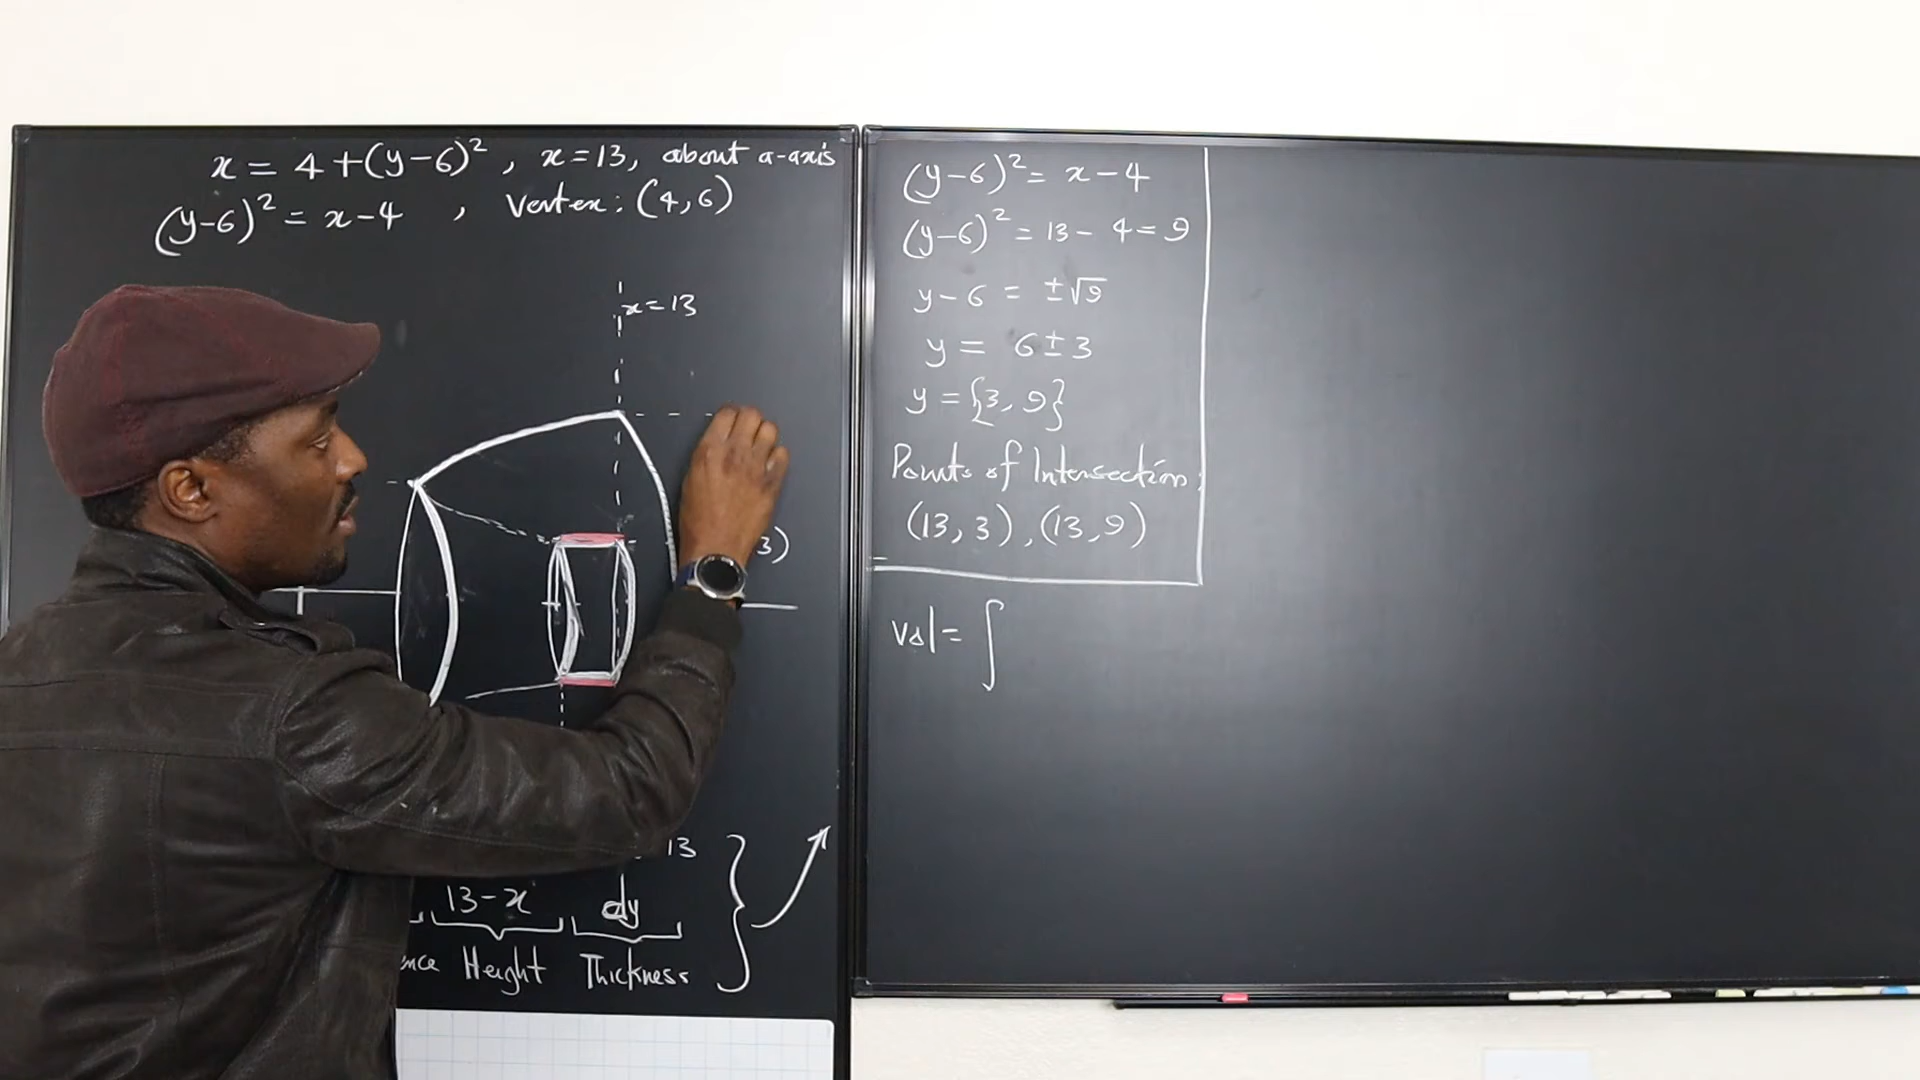 x = 4 + (y-6)², x = 13, about x-axis
(y-6)² = x-4 , Vertex: (4,6)
x = 13
3)
13
13-x dy
Height Thickness
(y-6)² = x-4
(y-6)² = 13 - 4 = 9
y-6 = ±√9
y = 6 ± 3
y = {3, 9}
Points of Intersection:
(13, 3), (13, 9)
Vol = ∫